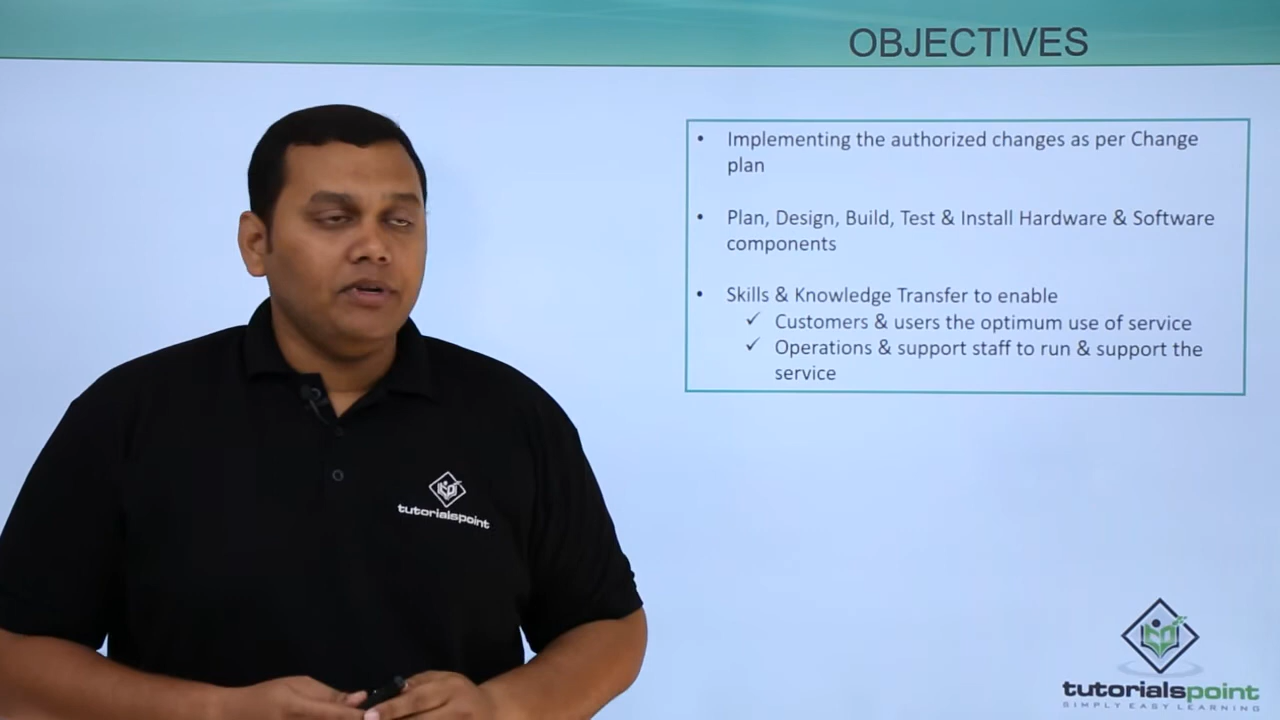 OBJECTIVES
• Implementing the authorized changes as per Change
plan
• Plan, Design, Build, Test & Install Hardware & Software
components
• Skills & Knowledge Transfer to enable
✓ Customers & users the optimum use of service
✓ Operations & support staff to run & support the
service
tutorialspoint
tutorialspoint
SIMPLY EASY LEARNING